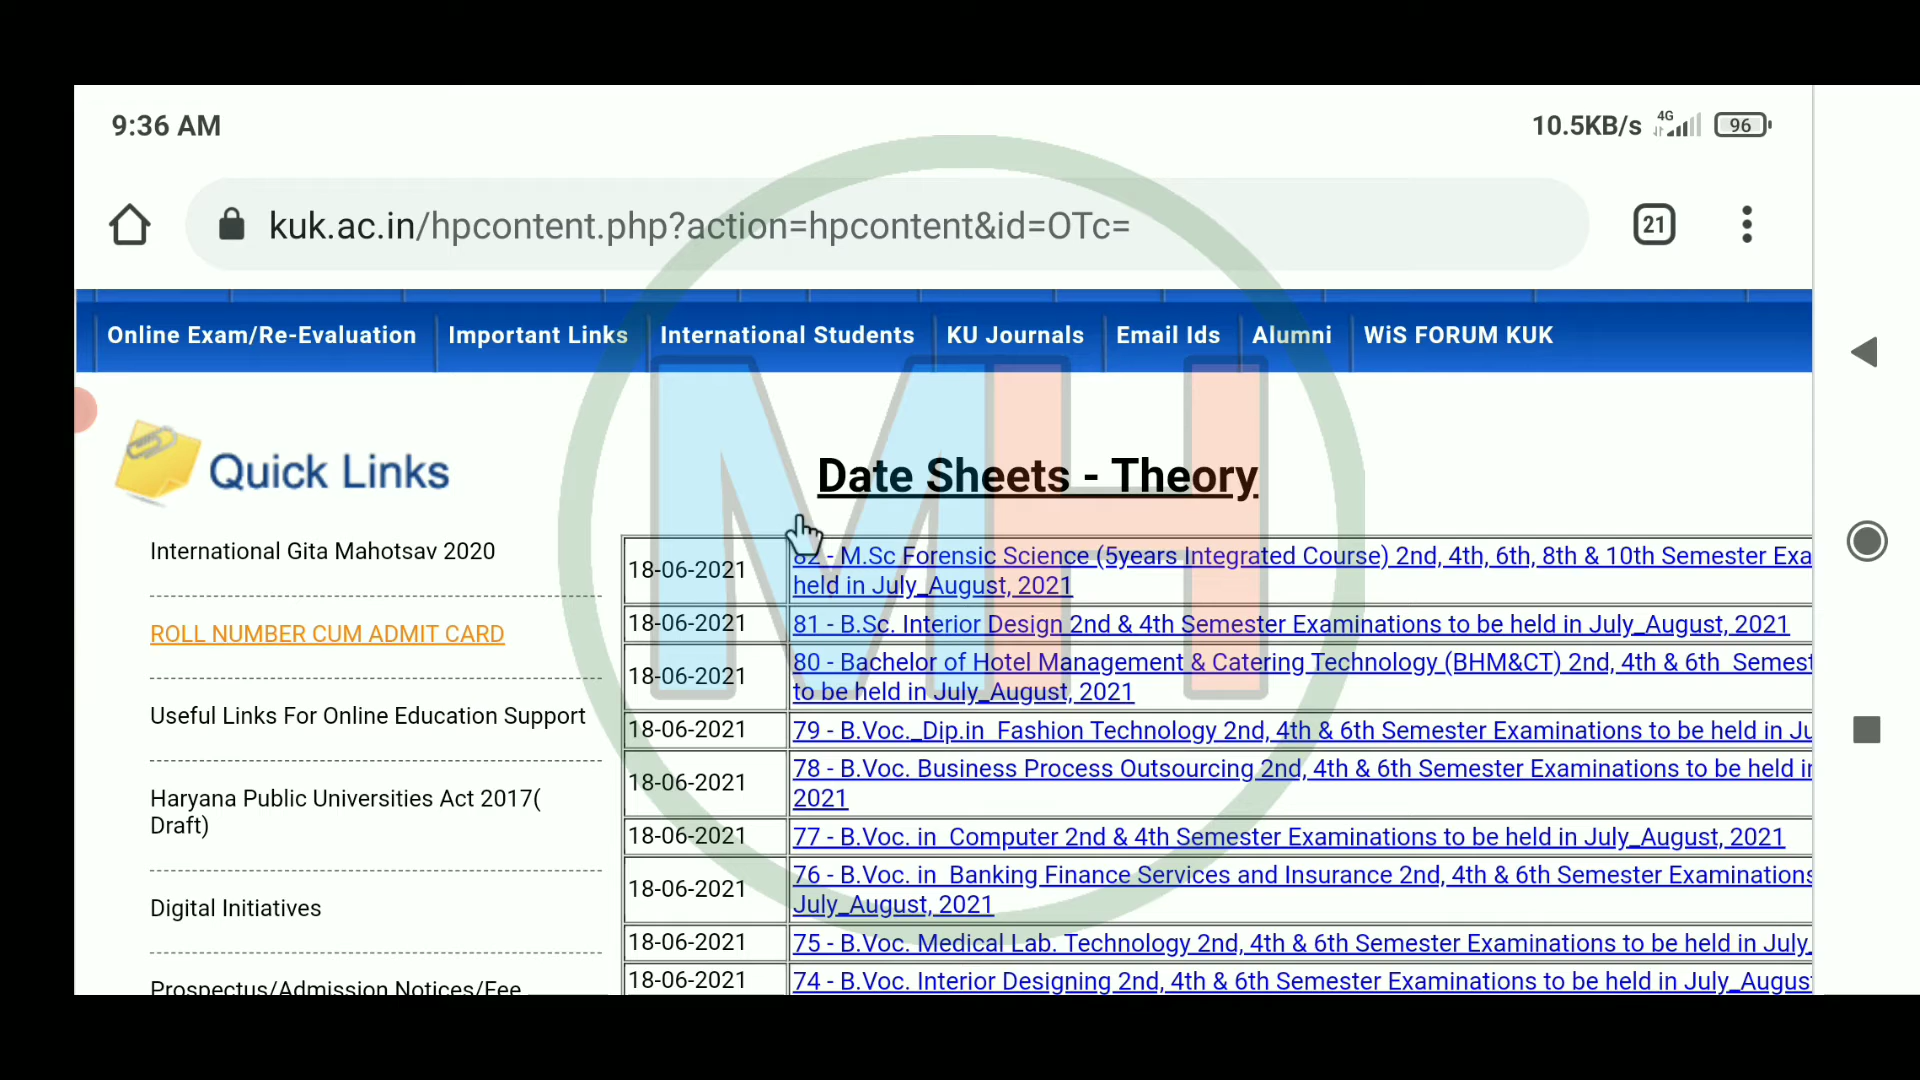 9:36 AM
10.5KB/s 4G 96
kuk.ac.in/hpcontent.php?action=hpcontent&id=OTc=
21
Online Exam/Re-Evaluation Important Links International Students KU Journals Email Ids Alumni WiS FORUM KUK
Quick Links
Date Sheets - Theory
International Gita Mahotsav 2020
ROLL NUMBER CUM ADMIT CARD
Useful Links For Online Education Support
Haryana Public Universities Act 2017(
Draft)
Digital Initiatives
Prospectus/Admission Notices/Fee
18-06-2021
82 - M.Sc Forensic Science (5years Integrated Course) 2nd, 4th, 6th, 8th & 10th Semester Exa
held in July_August, 2021
18-06-2021
81 - B.Sc. Interior Design 2nd & 4th Semester Examinations to be held in July_August, 2021
18-06-2021
80 - Bachelor of Hotel Management & Catering Technology (BHM&CT) 2nd, 4th & 6th Semest
to be held in July_August, 2021
18-06-2021
79 - B.Voc._Dip.in Fashion Technology 2nd, 4th & 6th Semester Examinations to be held in Ju
18-06-2021
78 - B.Voc. Business Process Outsourcing 2nd, 4th & 6th Semester Examinations to be held in
2021
18-06-2021
77 - B.Voc. in Computer 2nd & 4th Semester Examinations to be held in July_August, 2021
18-06-2021
76 - B.Voc. in Banking Finance Services and Insurance 2nd, 4th & 6th Semester Examinations
July_August, 2021
18-06-2021
75 - B.Voc. Medical Lab. Technology 2nd, 4th & 6th Semester Examinations to be held in July_
18-06-2021
74 - B.Voc. Interior Designing 2nd, 4th & 6th Semester Examinations to be held in July_Augus
MH